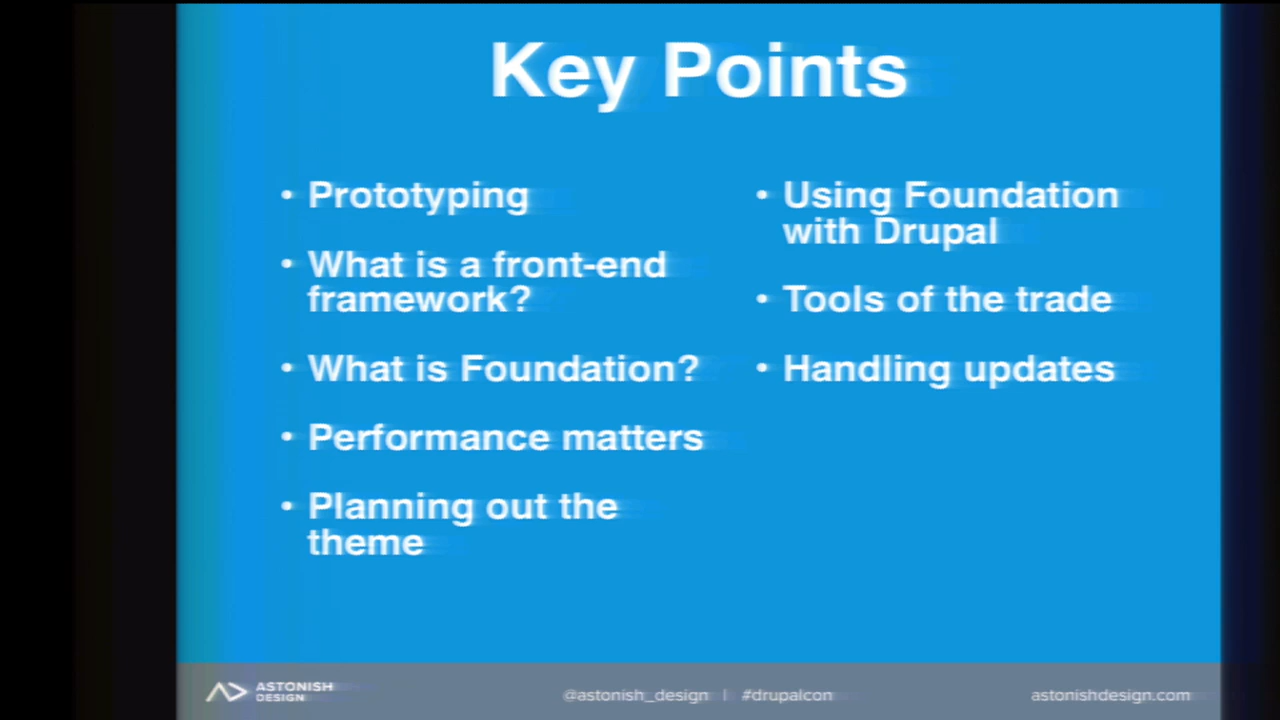 Key Points
• Prototyping
• What is a front-end
framework?
• What is Foundation?
• Performance matters
• Planning out the
theme
• Using Foundation
with Drupal
• Tools of the trade
• Handling updates
ASTONISH
DESIGN
@astonish_design | #drupalcon
astonishdesign.com